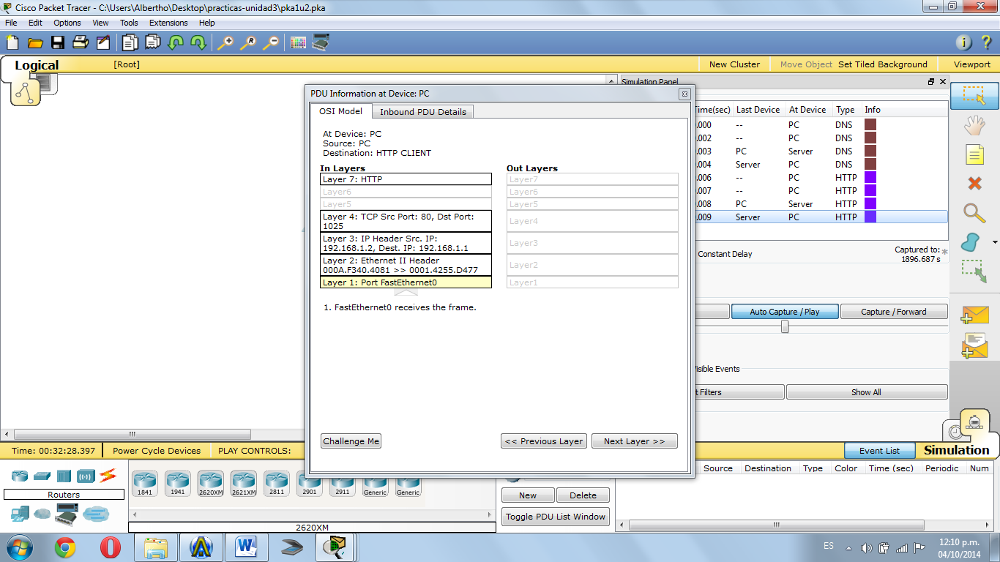 Cisco Packet Tracer - C:\Users\Albertho\Desktop\practicas-unidad3\pka1u2.pka
File Edit Options View Tools Extensions Help
Logical [Root] New Cluster Move Object Set Tiled Background Viewport
Simulation Panel
Time(sec) Last Device At Device Type Info
.000 -- PC DNS
.002 -- PC DNS
.003 PC Server DNS
.004 Server PC DNS
.006 -- PC HTTP
.007 -- PC HTTP
.008 PC Server HTTP
.009 Server PC HTTP
Constant Delay
Captured to:
1896.687 s
Auto Capture / Play Capture / Forward
Visible Events
t Filters Show All
PDU Information at Device: PC
OSI Model Inbound PDU Details
At Device: PC
Source: PC
Destination: HTTP CLIENT
In Layers
Layer 7: HTTP
Layer6
Layer5
Layer 4: TCP Src Port: 80, Dst Port:
1025
Layer 3: IP Header Src. IP:
192.168.1.2, Dest. IP: 192.168.1.1
Layer 2: Ethernet II Header
000A.F340.4081 >> 0001.4255.D477
Layer 1: Port FastEthernet0
Out Layers
Layer7
Layer6
Layer5
Layer4
Layer3
Layer2
Layer1
1. FastEthernet0 receives the frame.
Challenge Me << Previous Layer Next Layer >>
Time: 00:32:28.397 Power Cycle Devices PLAY CONTROLS: Event List Simulation
Routers
1841 1941 2620XM 2621XM 2811 2901 2911 Generic Generic
2620XM
New Delete
Toggle PDU List Window
Source Destination Type Color Time (sec) Periodic Num
ES
12:10 p.m.
04/10/2014